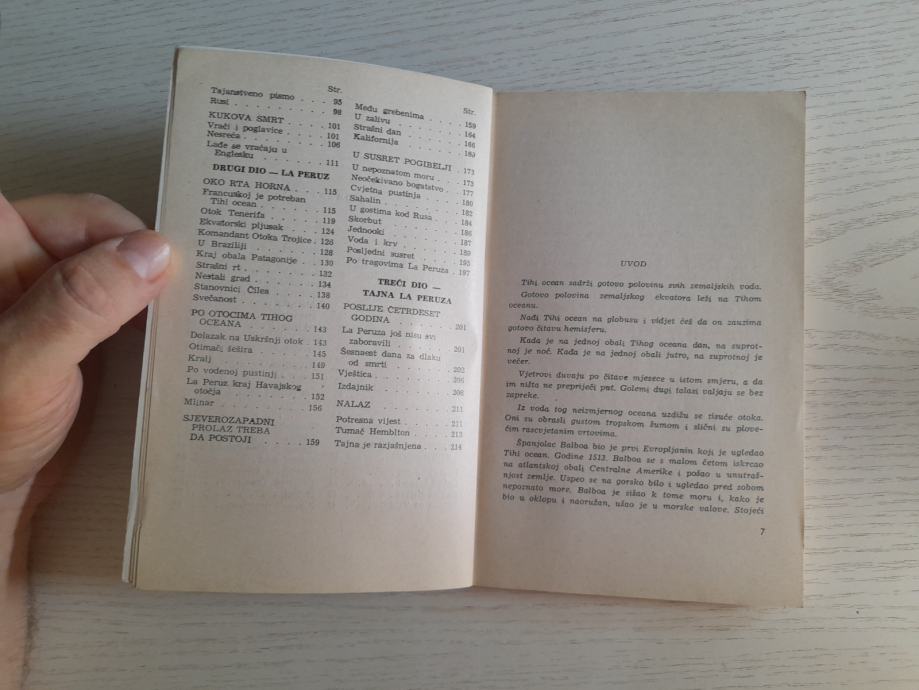 Str.
Tajanstveno pismo . . . 95
Rusi . . . . . . . . 98
KUKOVA SMRT . . . . 101
Vrači i poglavice . . . . 101
Nesreća . . . . . . . . 106
Lađe se vraćaju u
Englesku . . . . . . 111
DRUGI DIO — LA PERUZ
OKO RTA HORNA . . . . 115
Francuskoj je potreban
Tihi ocean . . . . . . 115
Otok Tenerifa . . . . . 119
Ekvatorski pljusak . . . . 124
Komandant Otoka Trojice . 126
U Braziliji . . . . . . 128
Kraj obala Patagonije . . . 130
Strašni rt . . . . . . . 132
Nestali grad . . . . . . 134
Stanovnici Čilea . . . . . 138
Svečanost . . . . . . . 140
PO OTOCIMA TIHOG
OCEANA . . . . . . . 143
Dolazak na Uskršnji otok . . 143
Otimači šešira . . . . . . 145
Kralj . . . . . . . . . 149
Po vodenoj pustinji . . . . 151
La Peruz kraj Havajskog
otočja . . . . . . . . 152
Mlinar . . . . . . . . . 156
SJEVEROZAPADNI
PROLAZ TREBA
DA POSTOJI . . . . 159
Str.
Među grebenima . . . . 159
U zalivu . . . . . . . 164
Strašni dan . . . . . . 166
Kalifornija . . . . . . 169
U SUSRET POGIBELJI . . 173
U nepoznatom moru . . . 173
Neočekivano bogatstvo . . 177
Cvjetna pustinja . . . . 180
Sahalin . . . . . . . 182
U gostima kod Rusa . . . 184
Skorbut . . . . . . . 186
Jednooki . . . . . . . 187
Voda i krv . . . . . . 189
Posljednji susret . . . . 195
Po tragovima La Peruza . . 197
TREĆI DIO —
TAJNA LA PERUZA
POSLIJE ČETRDESET
GODINA . . . . . . . 201
La Peruza još nisu svi
zaboravili . . . . . . 201
Šesnaest dana za dlaku
od smrti . . . . . . . 202
Vještica . . . . . . . . 206
Izdajnik . . . . . . . . 208
NALAZ . . . . . . . . 211
Potresna vijest . . . . . 211
Tumač Hemblton . . . . 213
Tajna je razjašnjena . . . 214
UVOD
Tihi ocean sadrži gotovo polovinu svih zemaljskih voda.
Gotovo polovina zemaljskog ekvatora leži na Tihom
oceanu.
Nađi Tihi ocean na globusu i vidjet ćeš da on zauzima
gotovo čitavu hemisferu.
Kada je na jednoj obali Tihog oceana dan, na suprot-
noj je noć. Kada je na jednoj obali jutro, na suprotnoj je
večer.
Vjetrovi duvaju po čitave mjesece u istom smjeru, a da
im ništa ne prepriječi put. Golemi dugi talasi valjaju se bez
zapreke.
Iz voda tog neizmjernog oceana uzdižu se tisuće otoka.
Oni su obrasli gustom tropskom šumom i slični su plove-
ćim rascvjetanim vrtovima.
Španjolac Balboa je prvi Evropljanin koji je ugledao
Tihi ocean. Godine 1513. Balboa se s malom četom iskrcao
na atlantskoj obali Centralne Amerike i pošao u unutraš-
njost zemlje. Uspeo se na gorsko bilo i ugledao pred sobom
nepoznato more. Balboa je sišao k tome moru i, kako je
bio u oklopu i naoružan, ušao je u morske valove. Stojeći
7